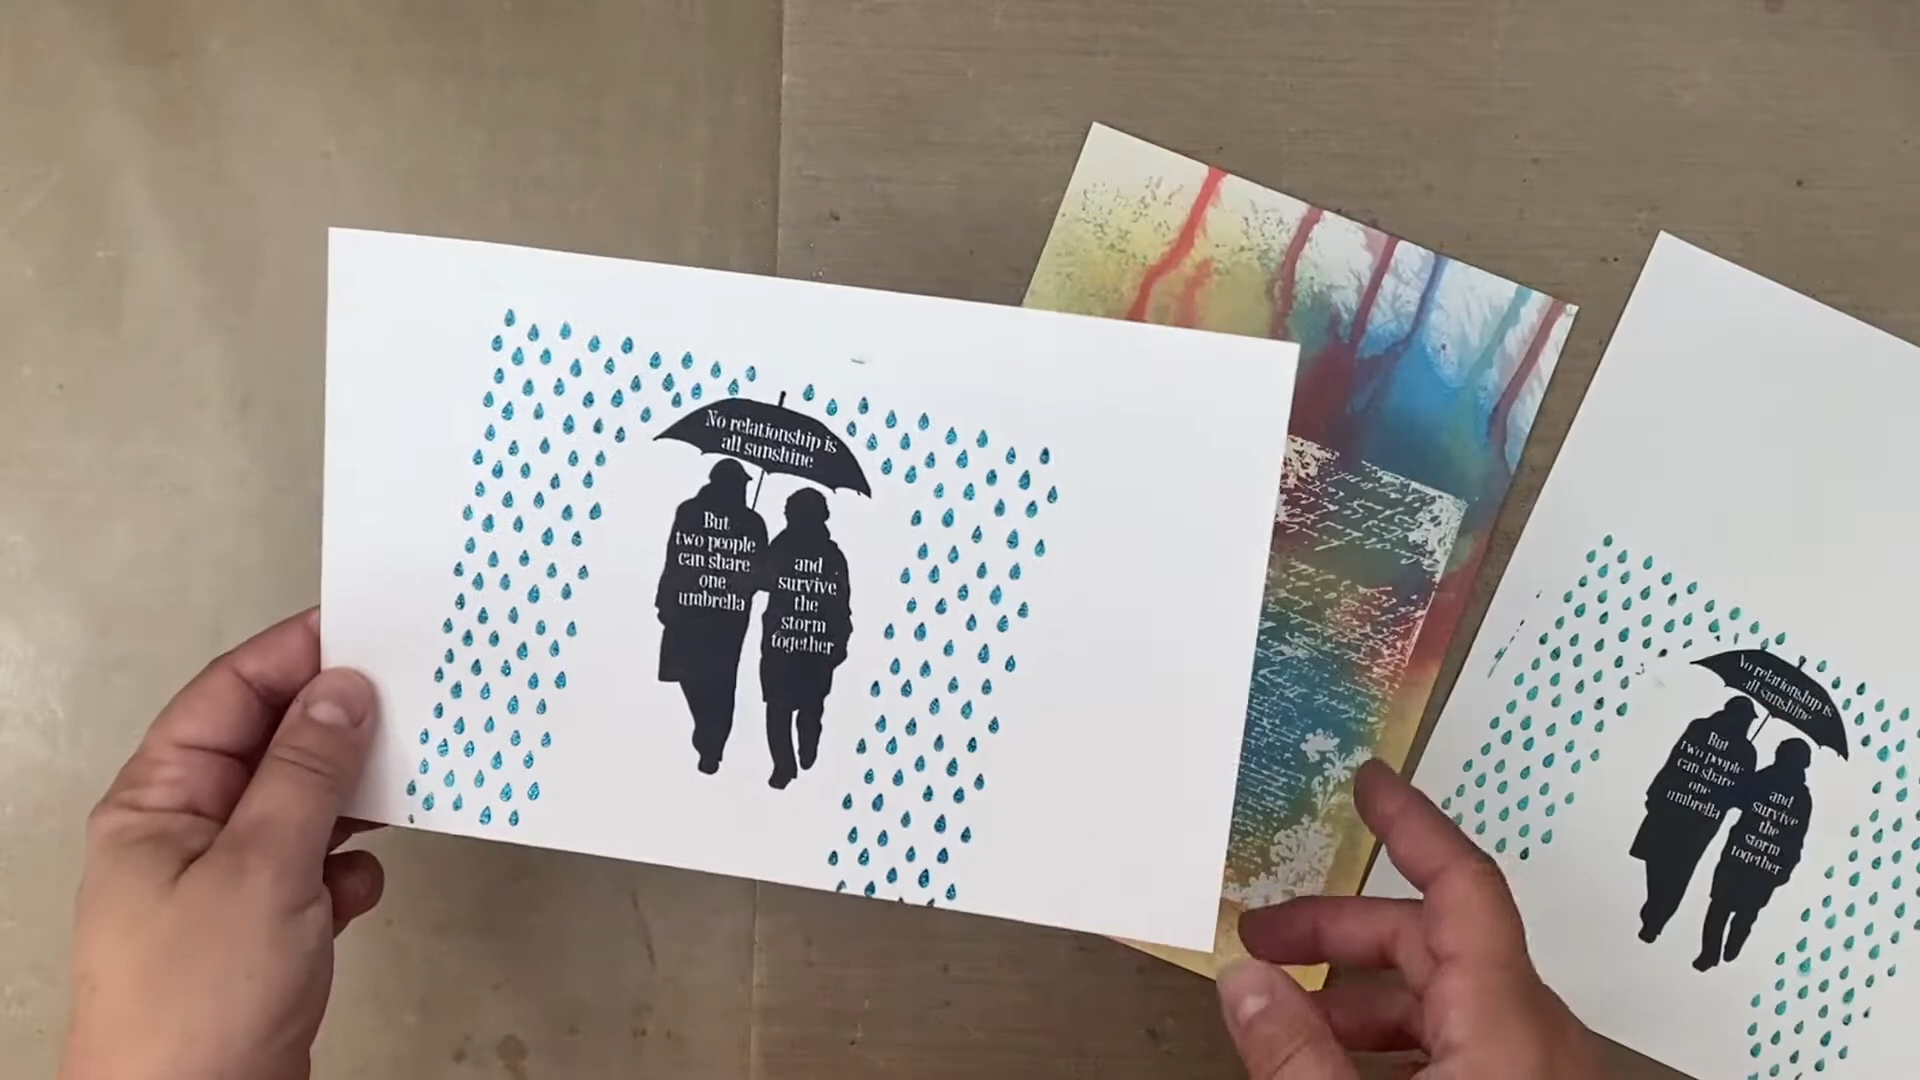 No relationship is
all sunshine
But
two people
can share
one
umbrella
and
survive
the
storm
together
No relationship is
all sunshine
But
two people
can share
one
umbrella
and
survive
the
storm
together